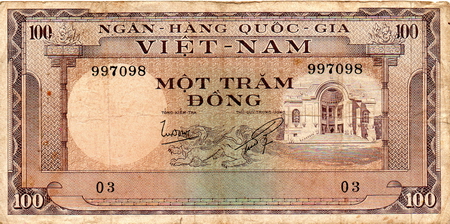 100 NGÂN-HÀNG QUỐC-GIA 100
VIỆT-NAM
997098 997098
MỘT TRĂM
ĐỒNG
03 03
100 100